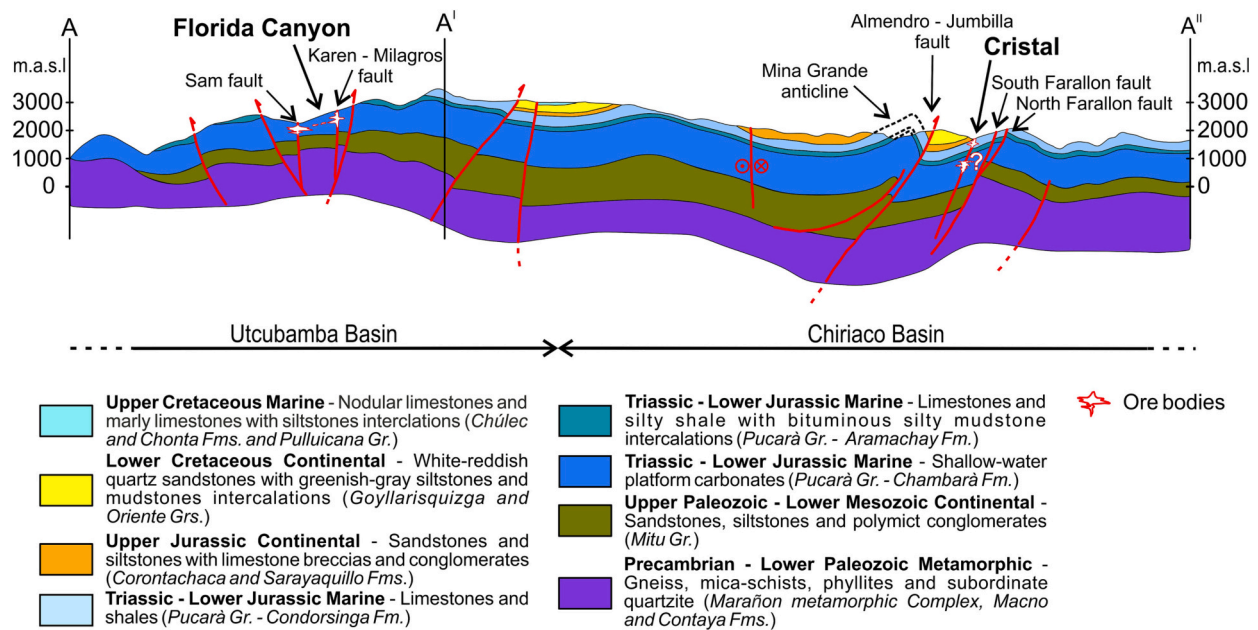 A
A'
A''
Florida Canyon
Karen - Milagros
fault
Sam fault
Almendro - Jumbilla
fault
Cristal
Mina Grande
anticline
South Farallon fault
North Farallon fault
m.a.s.l
3000
2000
1000
0
m.a.s.l
3000
2000
1000
0
?
Utcubamba Basin
Chiriaco Basin
Upper Cretaceous Marine - Nodular limestones and
marly limestones with siltstones interclations (Chúlec
and Chonta Fms. and Pulluicana Gr.)
Lower Cretaceous Continental - White-reddish
quartz sandstones with greenish-gray siltstones and
mudstones intercalations (Goyllarisquizga and
Oriente Grs.)
Upper Jurassic Continental - Sandstones and
siltstones with limestone breccias and conglomerates
(Corontachaca and Sarayaquillo Fms.)
Triassic - Lower Jurassic Marine - Limestones and
shales (Pucarà Gr. - Condorsinga Fm.)
Triassic - Lower Jurassic Marine - Limestones and
silty shale with bituminous silty mudstone
intercalations (Pucarà Gr. - Aramachay Fm.)
Triassic - Lower Jurassic Marine - Shallow-water
platform carbonates (Pucarà Gr. - Chambarà Fm.)
Upper Paleozoic - Lower Mesozoic Continental -
Sandstones, siltstones and polymict conglomerates
(Mitu Gr.)
Precambrian - Lower Paleozoic Metamorphic -
Gneiss, mica-schists, phyllites and subordinate
quartzite (Marañon metamorphic Complex, Macno
and Contaya Fms.)
Ore bodies